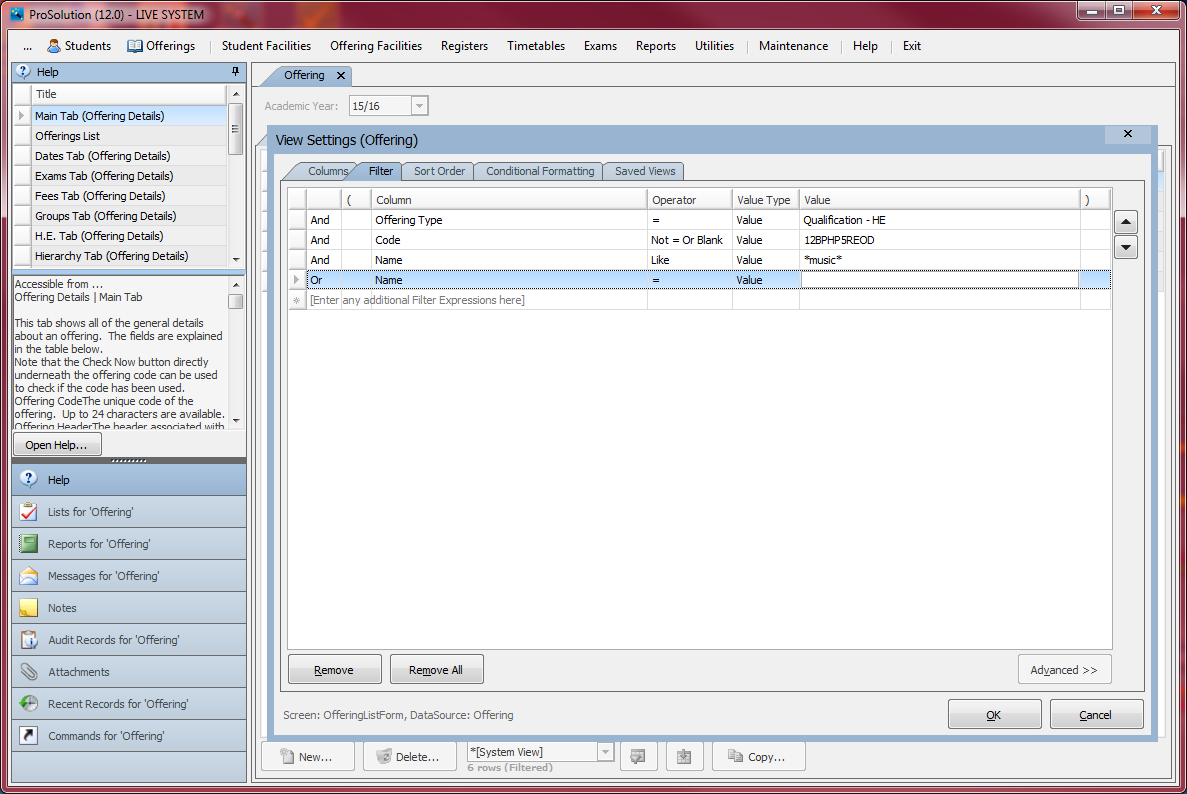 ProSolution (12.0) - LIVE SYSTEM
... Students Offerings Student Facilities Offering Facilities Registers Timetables Exams Reports Utilities Maintenance Help Exit
Help
Title
Main Tab (Offering Details)
Offerings List
Dates Tab (Offering Details)
Exams Tab (Offering Details)
Fees Tab (Offering Details)
Groups Tab (Offering Details)
H.E. Tab (Offering Details)
Hierarchy Tab (Offering Details)
Accessible from ...
Offering Details | Main Tab
This tab shows all of the general details
about an offering. The fields are explained
in the table below.
Note that the Check Now button directly
underneath the offering code can be used
to check if the code has been used.
Offering CodeThe unique code of the
offering. Up to 24 characters are available.
Offering HeaderThe header associated with
Open Help...
Help
Lists for 'Offering'
Reports for 'Offering'
Messages for 'Offering'
Notes
Audit Records for 'Offering'
Attachments
Recent Records for 'Offering'
Commands for 'Offering'
Offering
Academic Year: 15/16
View Settings (Offering)
Columns Filter Sort Order Conditional Formatting Saved Views
( Column Operator Value Type Value )
And Offering Type = Value Qualification - HE
And Code Not = Or Blank Value 12BPHP5REOD
And Name Like Value *music*
Or Name = Value
[Enter any additional Filter Expressions here]
Remove Remove All Advanced >>
Screen: OfferingListForm, DataSource: Offering
OK Cancel
New... Delete... *[System View] Copy...
6 rows (Filtered)